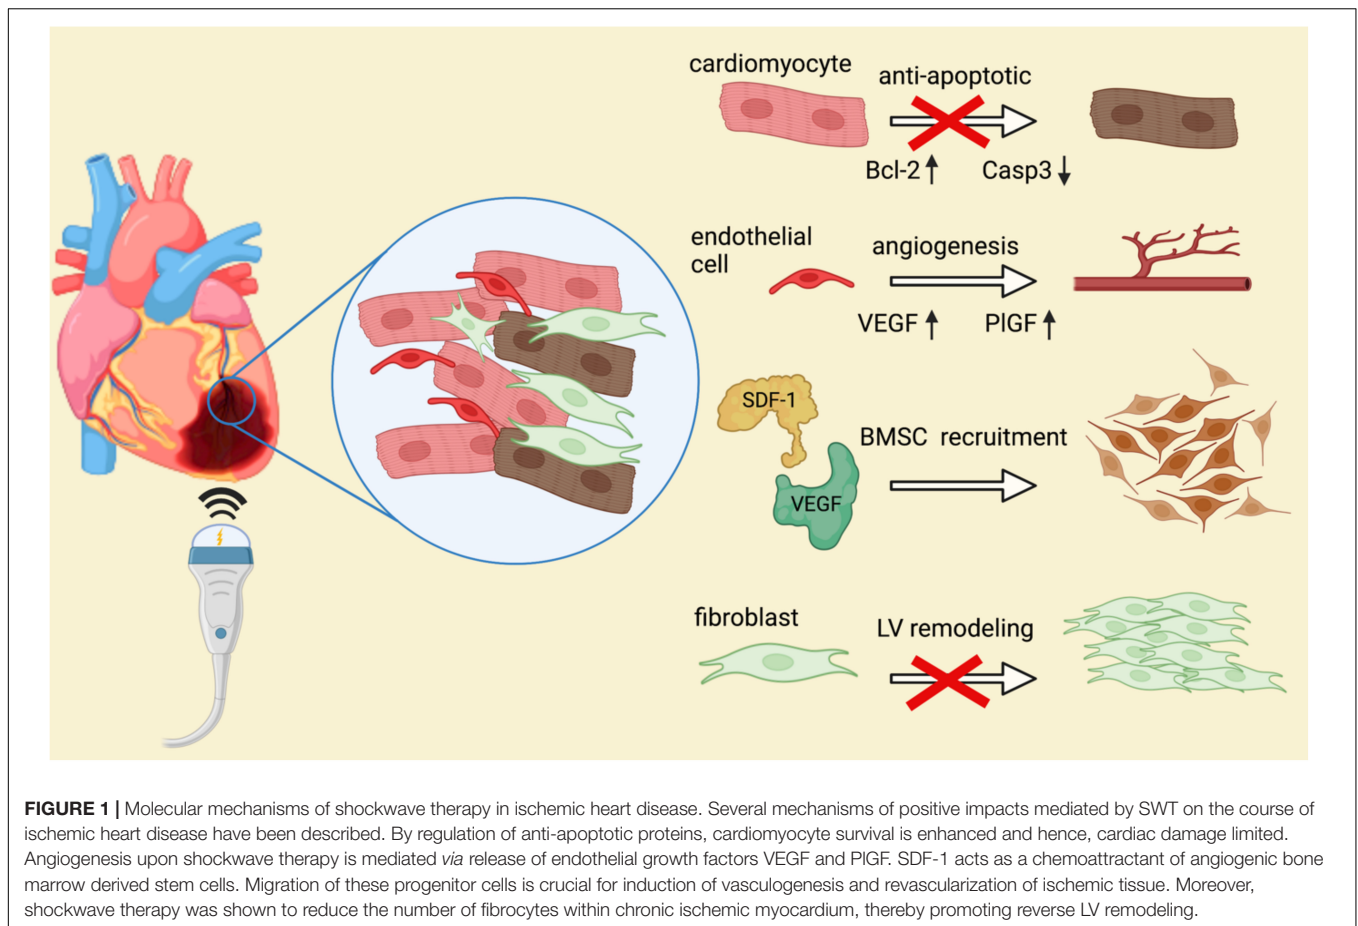 cardiomyocyte
anti-apoptotic
Bcl-2
Casp3
endothelial
cell
angiogenesis
VEGF
PlGF
SDF-1
VEGF
BMSC recruitment
fibroblast
LV remodeling
FIGURE 1 | Molecular mechanisms of shockwave therapy in ischemic heart disease. Several mechanisms of positive impacts mediated by SWT on the course of
ischemic heart disease have been described. By regulation of anti-apoptotic proteins, cardiomyocyte survival is enhanced and hence, cardiac damage limited.
Angiogenesis upon shockwave therapy is mediated via release of endothelial growth factors VEGF and PlGF. SDF-1 acts as a chemoattractant of angiogenic bone
marrow derived stem cells. Migration of these progenitor cells is crucial for induction of vasculogenesis and revascularization of ischemic tissue. Moreover,
shockwave therapy was shown to reduce the number of fibrocytes within chronic ischemic myocardium, thereby promoting reverse LV remodeling.